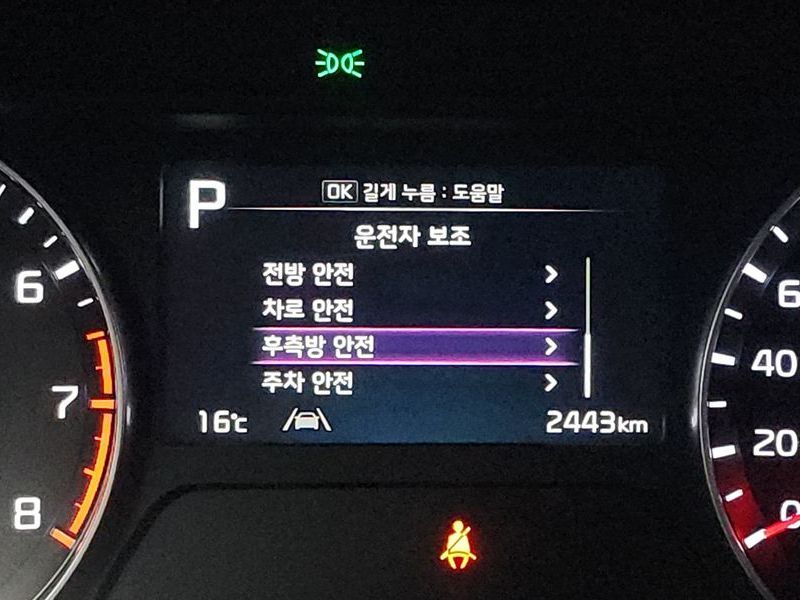 P
OK 길게 누름 : 도움말
운전자 보조
전방 안전
차로 안전
후측방 안전
주차 안전
16℃
2443km
6
7
8
6
40
20
0